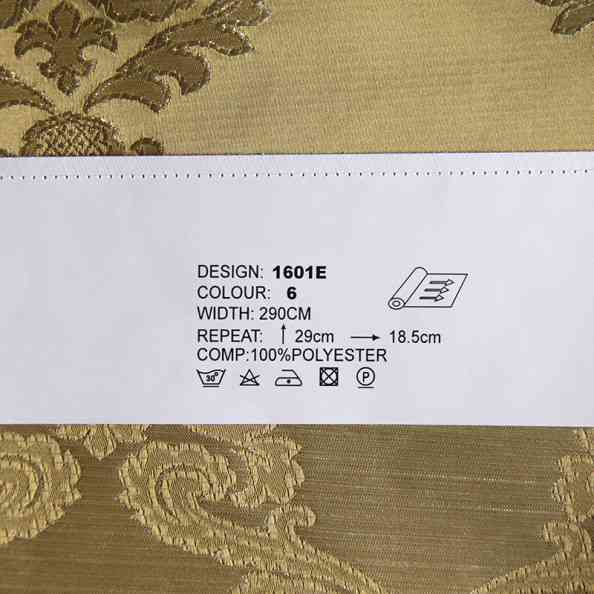 DESIGN: 1601E
COLOUR: 6
WIDTH: 290CM
REPEAT: ↑ 29cm → 18.5cm
COMP:100%POLYESTER
30° P